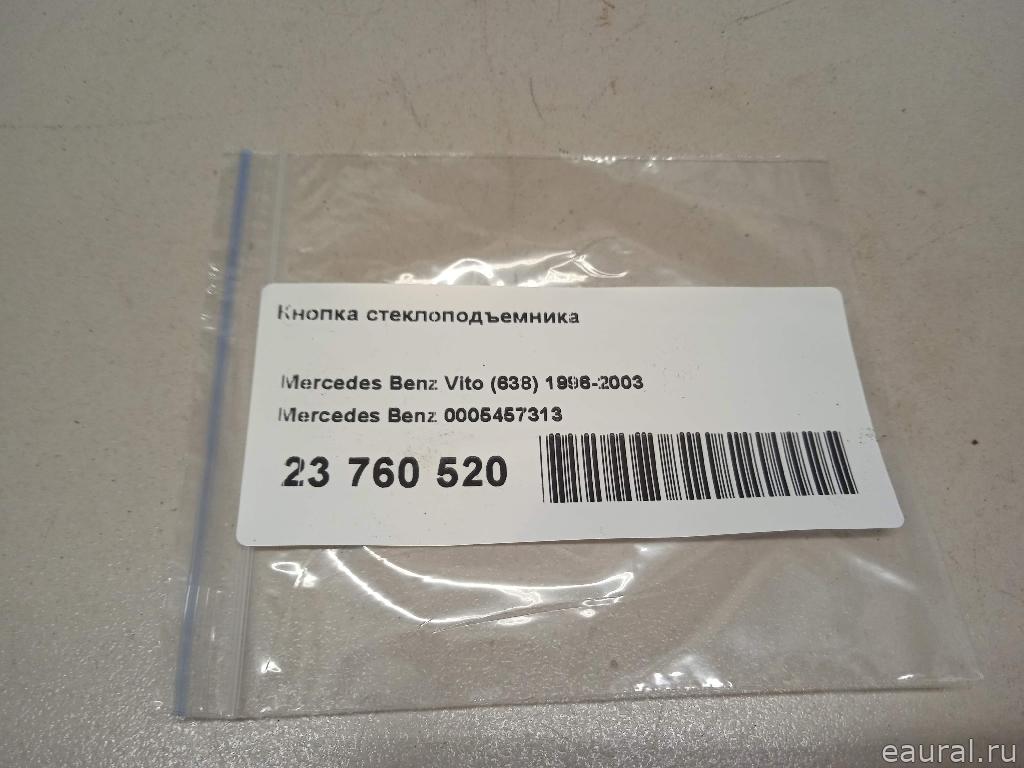 Кнопка стеклоподъемника
Mercedes Benz Vito (638) 1996-2003
Mercedes Benz 0005457313
23 760 520
eaural.ru